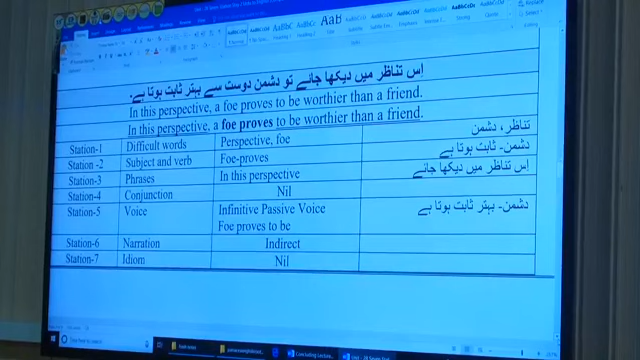 اِس تناظر میں دیکھا جائے تو دشمن دوست سے بہتر ثابت ہوتا ہے۔
In this perspective, a foe proves to be worthier than a friend.
In this perspective, a foe proves to be worthier than a friend.
Station-1 Difficult words Perspective, foe تناظر، دشمن
Station -2 Subject and verb Foe-proves دشمن- ثابت ہوتا ہے
Station-3 Phrases In this perspective اِس تناظر میں دیکھا جائے
Station-4 Conjunction Nil
Station-5 Voice Infinitive Passive Voice دشمن- بہتر ثابت ہوتا ہے
Foe proves to be
Station-6 Narration Indirect
Station-7 Idiom Nil